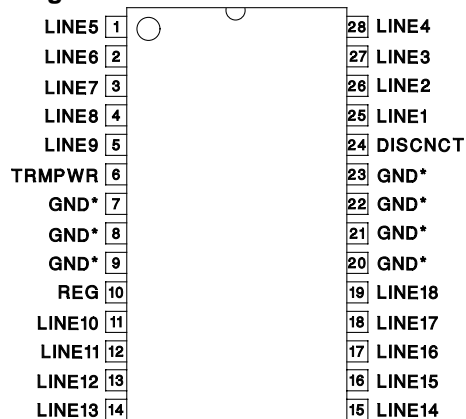 LINE5 1 28 LINE4
LINE6 2 27 LINE3
LINE7 3 26 LINE2
LINE8 4 25 LINE1
LINE9 5 24 DISCNCT
TRMPWR 6 23 GND*
GND* 7 22 GND*
GND* 8 21 GND*
GND* 9 20 GND*
REG 10 19 LINE18
LINE10 11 18 LINE17
LINE11 12 17 LINE16
LINE12 13 16 LINE15
LINE13 14 15 LINE14